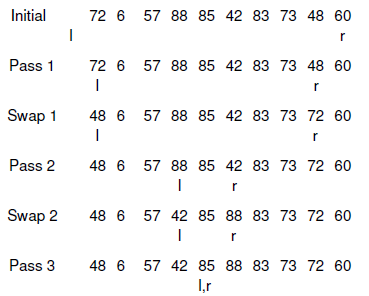 Initial 72 6 57 88 85 42 83 73 48 60
l r
Pass 1 72 6 57 88 85 42 83 73 48 60
l r
Swap 1 48 6 57 88 85 42 83 73 72 60
l r
Pass 2 48 6 57 88 85 42 83 73 72 60
l r
Swap 2 48 6 57 42 85 88 83 73 72 60
l r
Pass 3 48 6 57 42 85 88 83 73 72 60
l,r